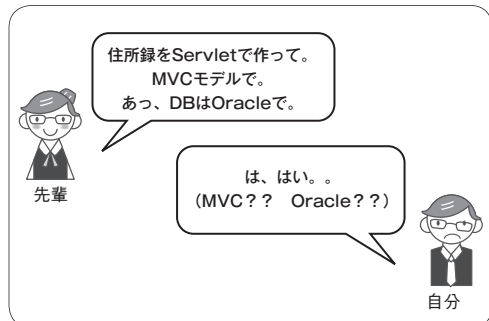 住所録をServletで作って。
MVCモデルで。
あっ、DBはOracleで。
先輩
は、はい。。
（MVC？？　Oracle？？）
自分